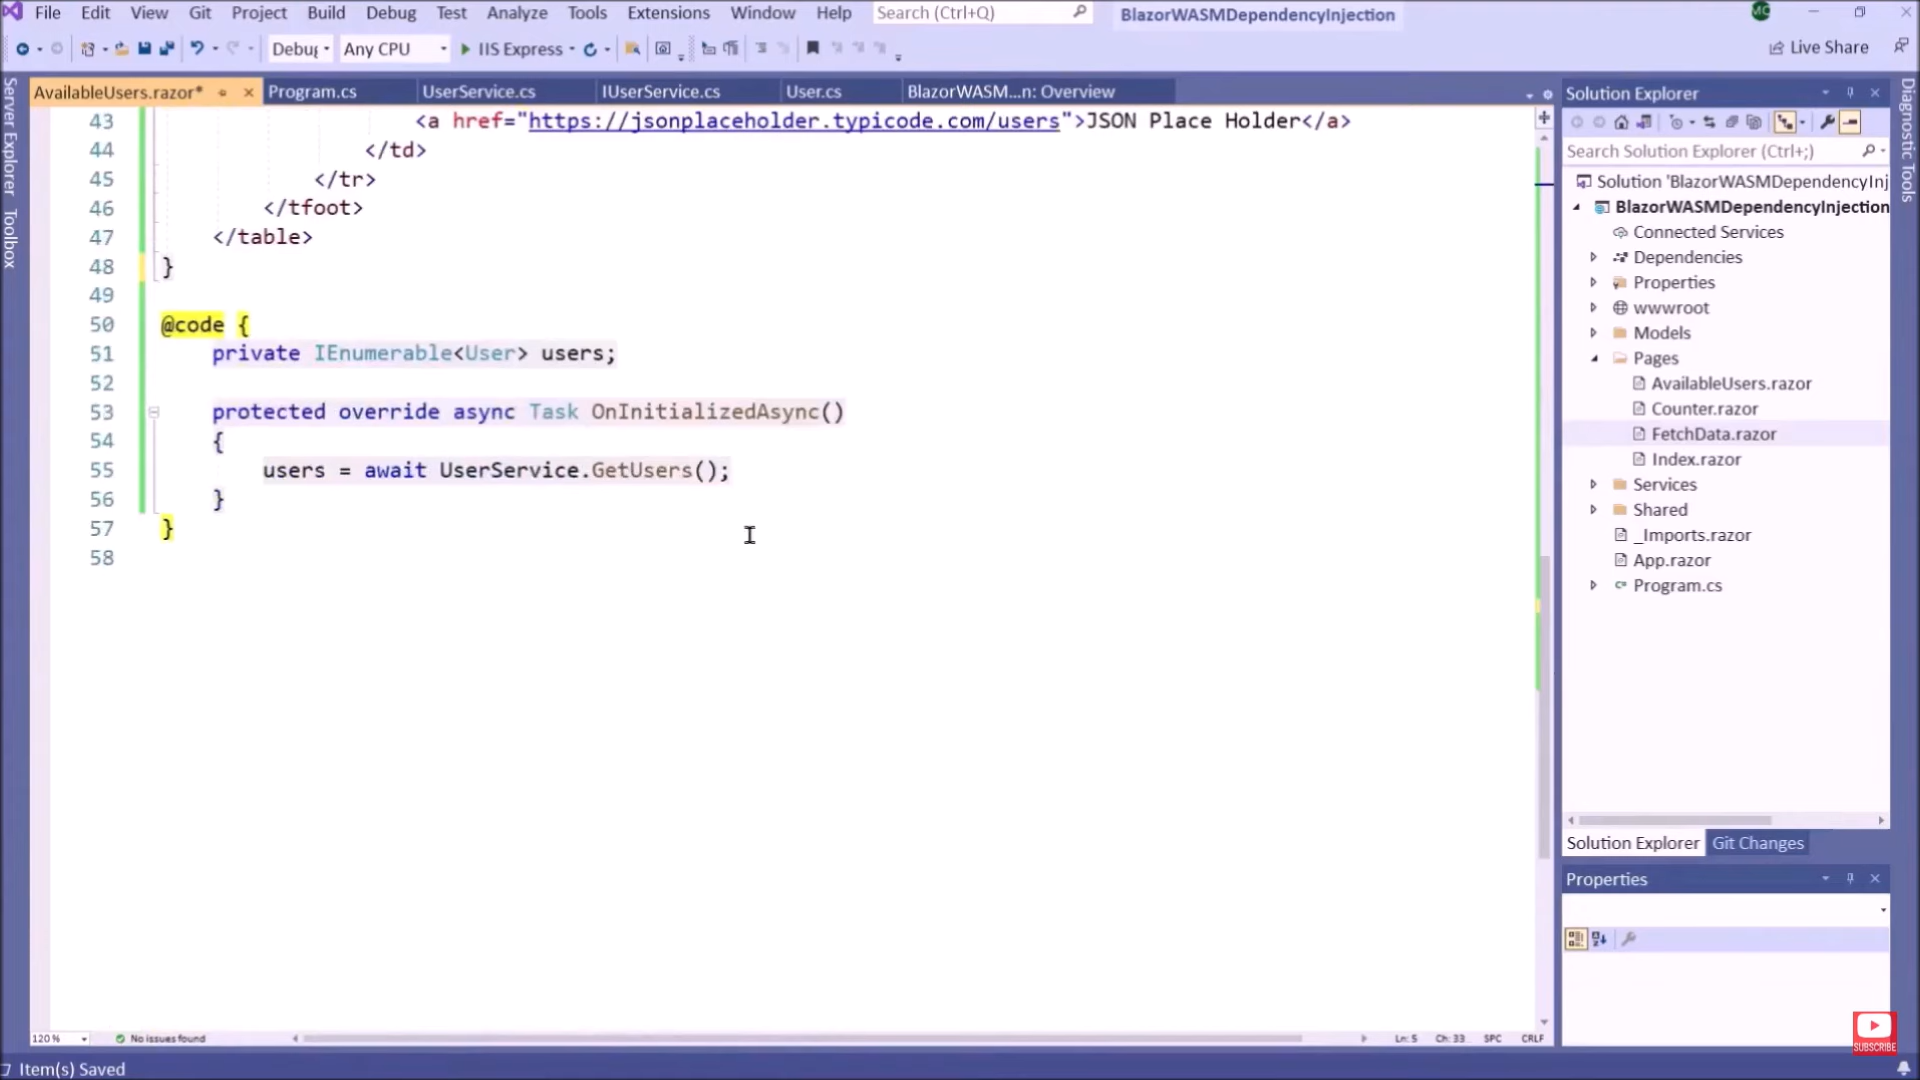 File Edit View Git Project Build Debug Test Analyze Tools Extensions Window Help Search (Ctrl+Q) BlazorWASMDependencyInjection MC
Debug Any CPU IIS Express Live Share
AvailableUsers.razor* Program.cs UserService.cs IUserService.cs User.cs BlazorWASM...n: Overview
43 <a href="https://jsonplaceholder.typicode.com/users">JSON Place Holder</a>
44 </td>
45 </tr>
46 </tfoot>
47 </table>
48 }
49
50 @code {
51 private IEnumerable<User> users;
52
53 protected override async Task OnInitializedAsync()
54 {
55 users = await UserService.GetUsers();
56 }
57 }
58
120 % No issues found Ln: 5 Ch: 33 SPC CRLF
Item(s) Saved
Server Explorer
Toolbox
Solution Explorer
Search Solution Explorer (Ctrl+;)
Solution 'BlazorWASMDependencyInj
BlazorWASMDependencyInjection
Connected Services
Dependencies
Properties
wwwroot
Models
Pages
AvailableUsers.razor
Counter.razor
FetchData.razor
Index.razor
Services
Shared
_Imports.razor
App.razor
Program.cs
Solution Explorer Git Changes
Properties
Diagnostic Tools
SUBSCRIBE